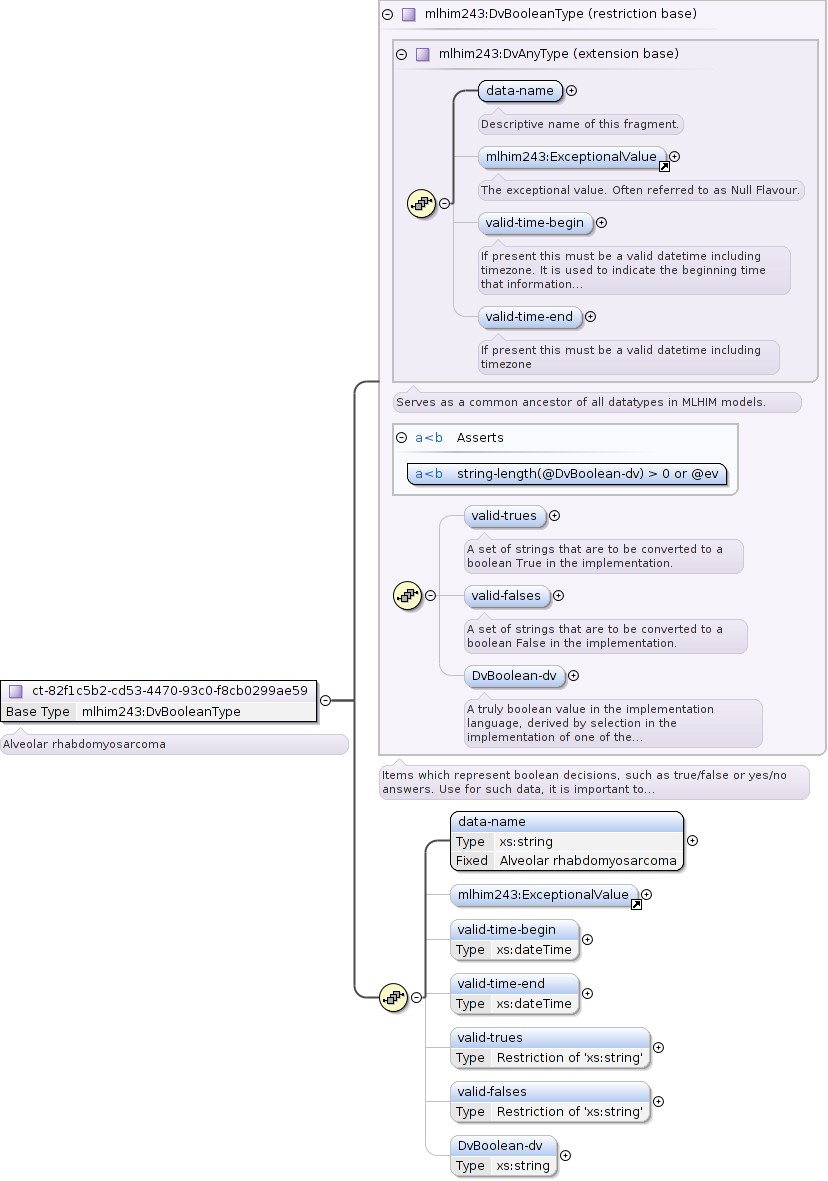 mlhim243:DvBooleanType (restriction base)
mlhim243:DvAnyType (extension base)
data-name
Descriptive name of this fragment.
mlhim243:ExceptionalValue
The exceptional value. Often referred to as Null Flavour.
valid-time-begin
If present this must be a valid datetime including
timezone. It is used to indicate the beginning time
that information...
valid-time-end
If present this must be a valid datetime including
timezone
Serves as a common ancestor of all datatypes in MLHIM models.
a<b Asserts
a<b string-length(@DvBoolean-dv) > 0 or @ev
valid-trues
A set of strings that are to be converted to a
boolean True in the implementation.
valid-falses
A set of strings that are to be converted to a
boolean False in the implementation.
DvBoolean-dv
A truly boolean value in the implementation
language, derived by selection in the
implementation of one of the...
ct-82f1c5b2-cd53-4470-93c0-f8cb0299ae59
Base Type mlhim243:DvBooleanType
Alveolar rhabdomyosarcoma
Items which represent boolean decisions, such as true/false or yes/no
answers. Use for such data, it is important to...
data-name
Type xs:string
Fixed Alveolar rhabdomyosarcoma
mlhim243:ExceptionalValue
valid-time-begin
Type xs:dateTime
valid-time-end
Type xs:dateTime
valid-trues
Type Restriction of 'xs:string'
valid-falses
Type Restriction of 'xs:string'
DvBoolean-dv
Type xs:string